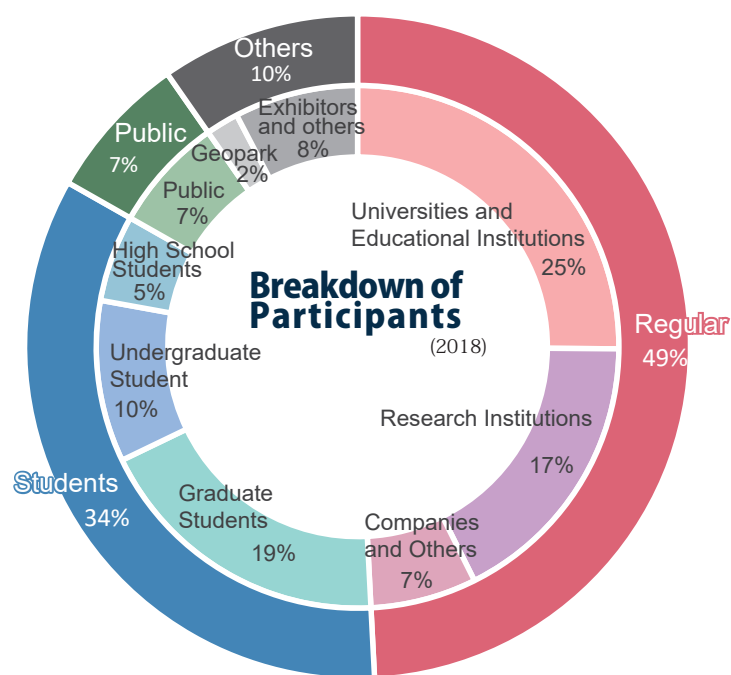 Others
10%
Exhibitors
and others
8%
Public
7%
Geopark
2%
Public
7%
Universities and
Educational Institutions
25%
High School
Students
5%
Breakdown of
Participants
(2018)
Regular
49%
Undergraduate
Student
10%
Research Institutions
17%
Students
34%
Graduate
Students
19%
Companies
and Others
7%